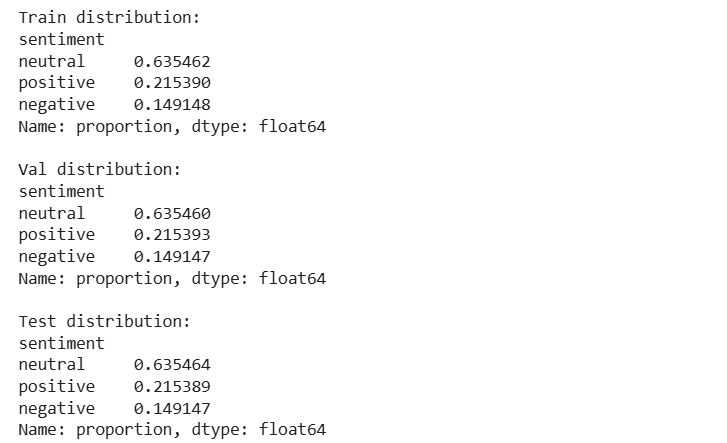 Train distribution:
sentiment
neutral     0.635462
positive    0.215390
negative    0.149148
Name: proportion, dtype: float64

Val distribution:
sentiment
neutral     0.635460
positive    0.215393
negative    0.149147
Name: proportion, dtype: float64

Test distribution:
sentiment
neutral     0.635464
positive    0.215389
negative    0.149147
Name: proportion, dtype: float64